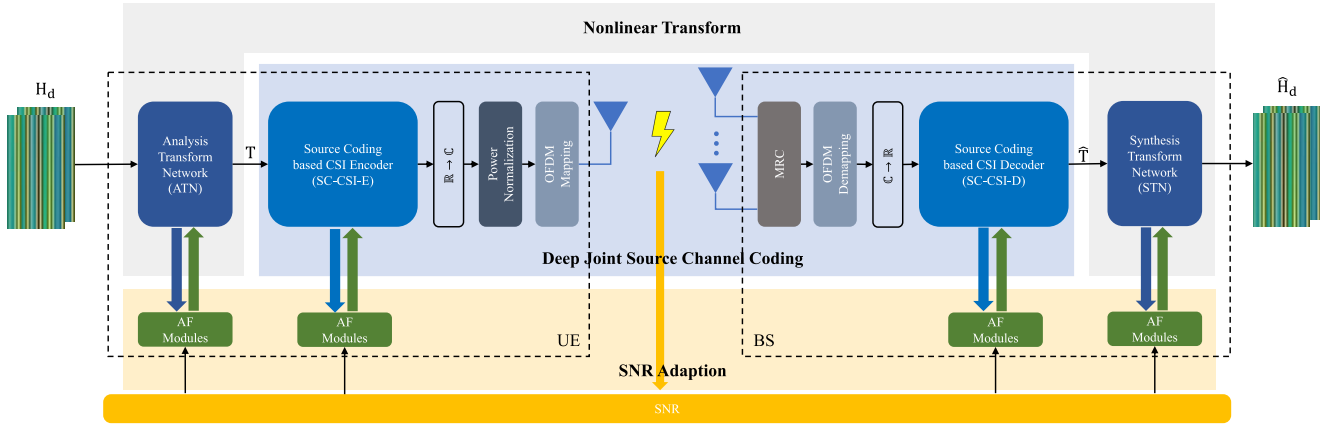 Nonlinear Transform
H_d
Analysis
Transform
Network
(ATN)
T
Source Coding
based CSI Encoder
(SC-CSI-E)
ℝ → ℂ
Power
Normalization
OFDM
Mapping
MRC
OFDM
Demapping
ℂ → ℝ
Source Coding
based CSI Decoder
(SC-CSI-D)
T̂
Synthesis
Transform
Network
(STN)
Ĥ_d
Deep Joint Source Channel Coding
AF
Modules
AF
Modules
UE
BS
AF
Modules
AF
Modules
SNR Adaption
SNR